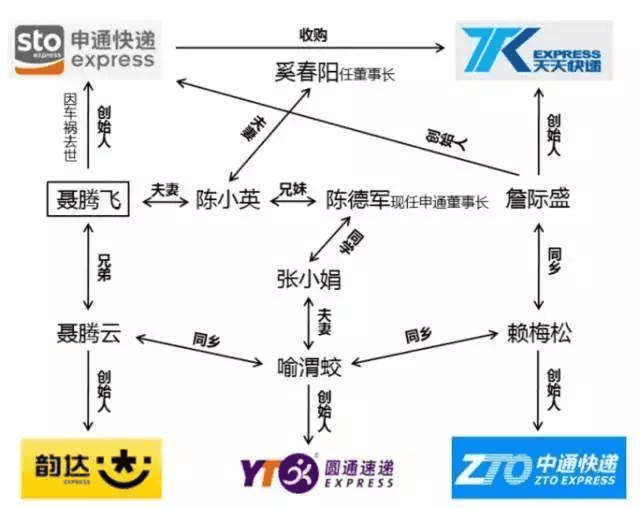 sto express 申通快递 express
收购
TTK EXPRESS 天天快递
奚春阳任董事长
因车祸去世
创始人
夫妻
创始人
创始人
聂腾飞
夫妻
陈小英
兄妹
陈德军现任申通董事长
詹际盛
兄弟
同学
同乡
张小娟
夫妻
聂腾云
同乡
喻渭蛟
同乡
赖梅松
创始人
创始人
创始人
韵达 EXPRESS
YTO 圆通速递 EXPRESS
ZTO 中通快递 ZTO EXPRESS